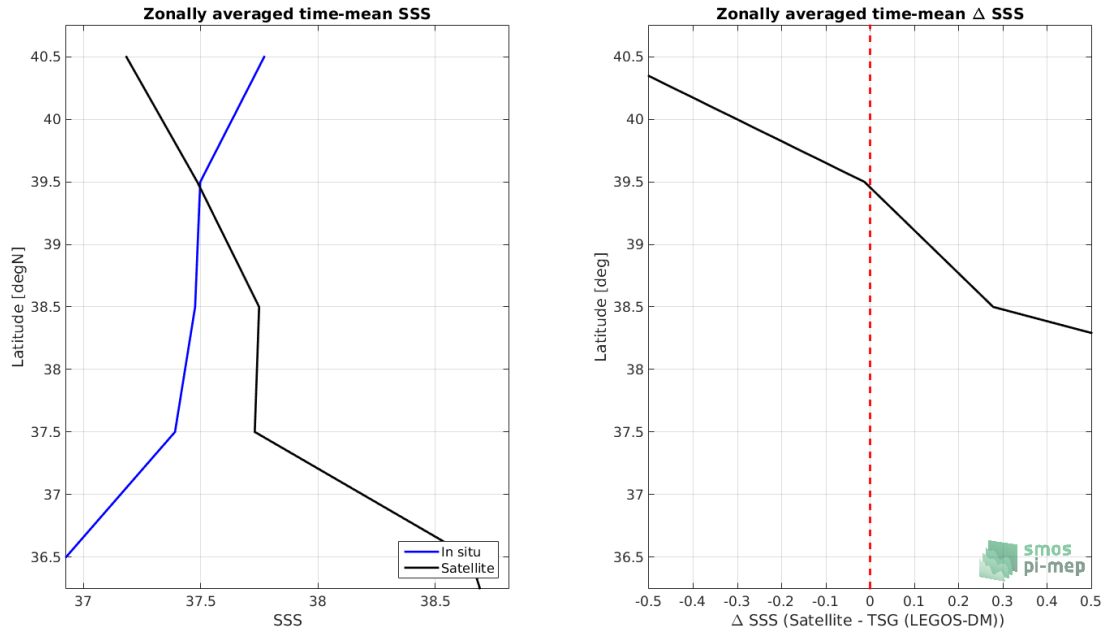 Zonally averaged time-mean SSS
40.5
40
39.5
39
38.5
38
37.5
37
36.5
Latitude [degN]
37
37.5
38
38.5
SSS
In situ
Satellite
Zonally averaged time-mean Δ SSS
40.5
40
39.5
39
38.5
38
37.5
37
36.5
Latitude [deg]
-0.5 -0.4 -0.3 -0.2 -0.1 0 0.1 0.2 0.3 0.4 0.5
Δ SSS (Satellite - TSG (LEGOS-DM))
smos
pi-mep